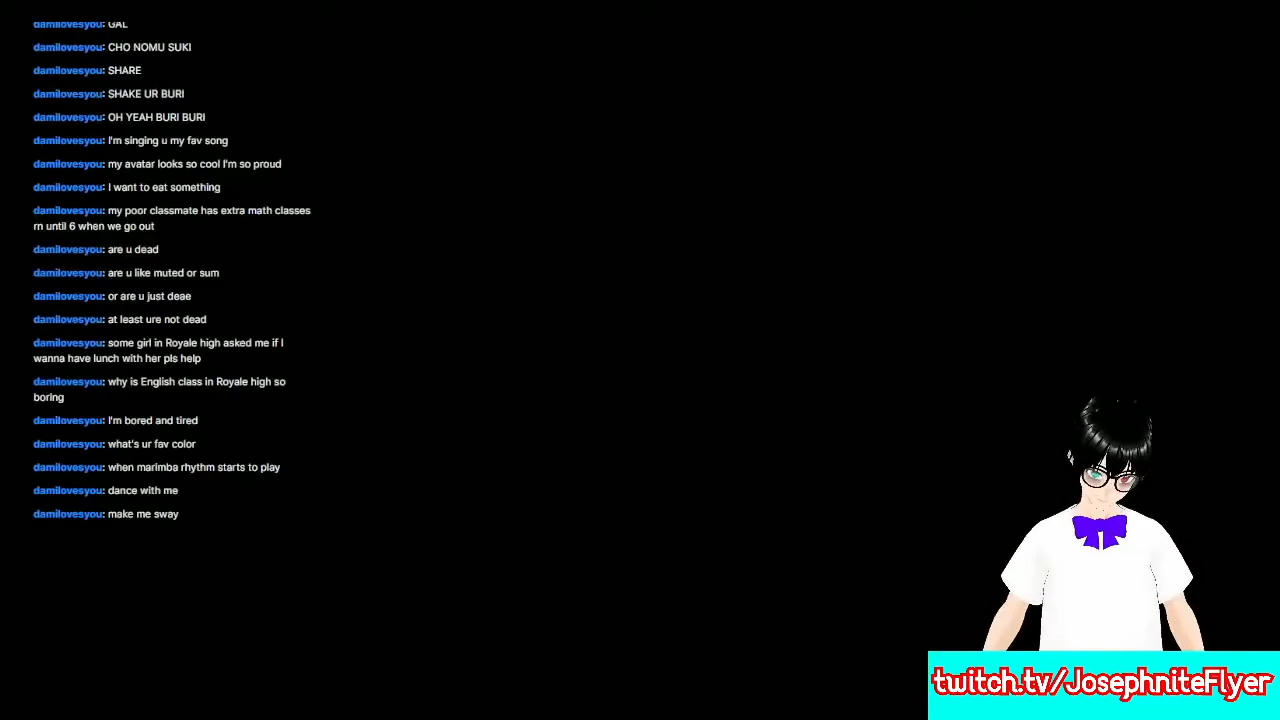 damilovesyou: GAL
damilovesyou: CHO NOMU SUKI
damilovesyou: SHARE
damilovesyou: SHAKE UR BURI
damilovesyou: OH YEAH BURI BURI
damilovesyou: I'm singing u my fav song
damilovesyou: my avatar looks so cool I'm so proud
damilovesyou: I want to eat something
damilovesyou: my poor classmate has extra math classes
rn until 6 when we go out
damilovesyou: are u dead
damilovesyou: are u like muted or sum
damilovesyou: or are u just deae
damilovesyou: at least ure not dead
damilovesyou: some girl in Royale high asked me if I
wanna have lunch with her pls help
damilovesyou: why is English class in Royale high so
boring
damilovesyou: I'm bored and tired
damilovesyou: what's ur fav color
damilovesyou: when marimba rhythm starts to play
damilovesyou: dance with me
damilovesyou: make me sway
twitch.tv/JosephniteFlyer